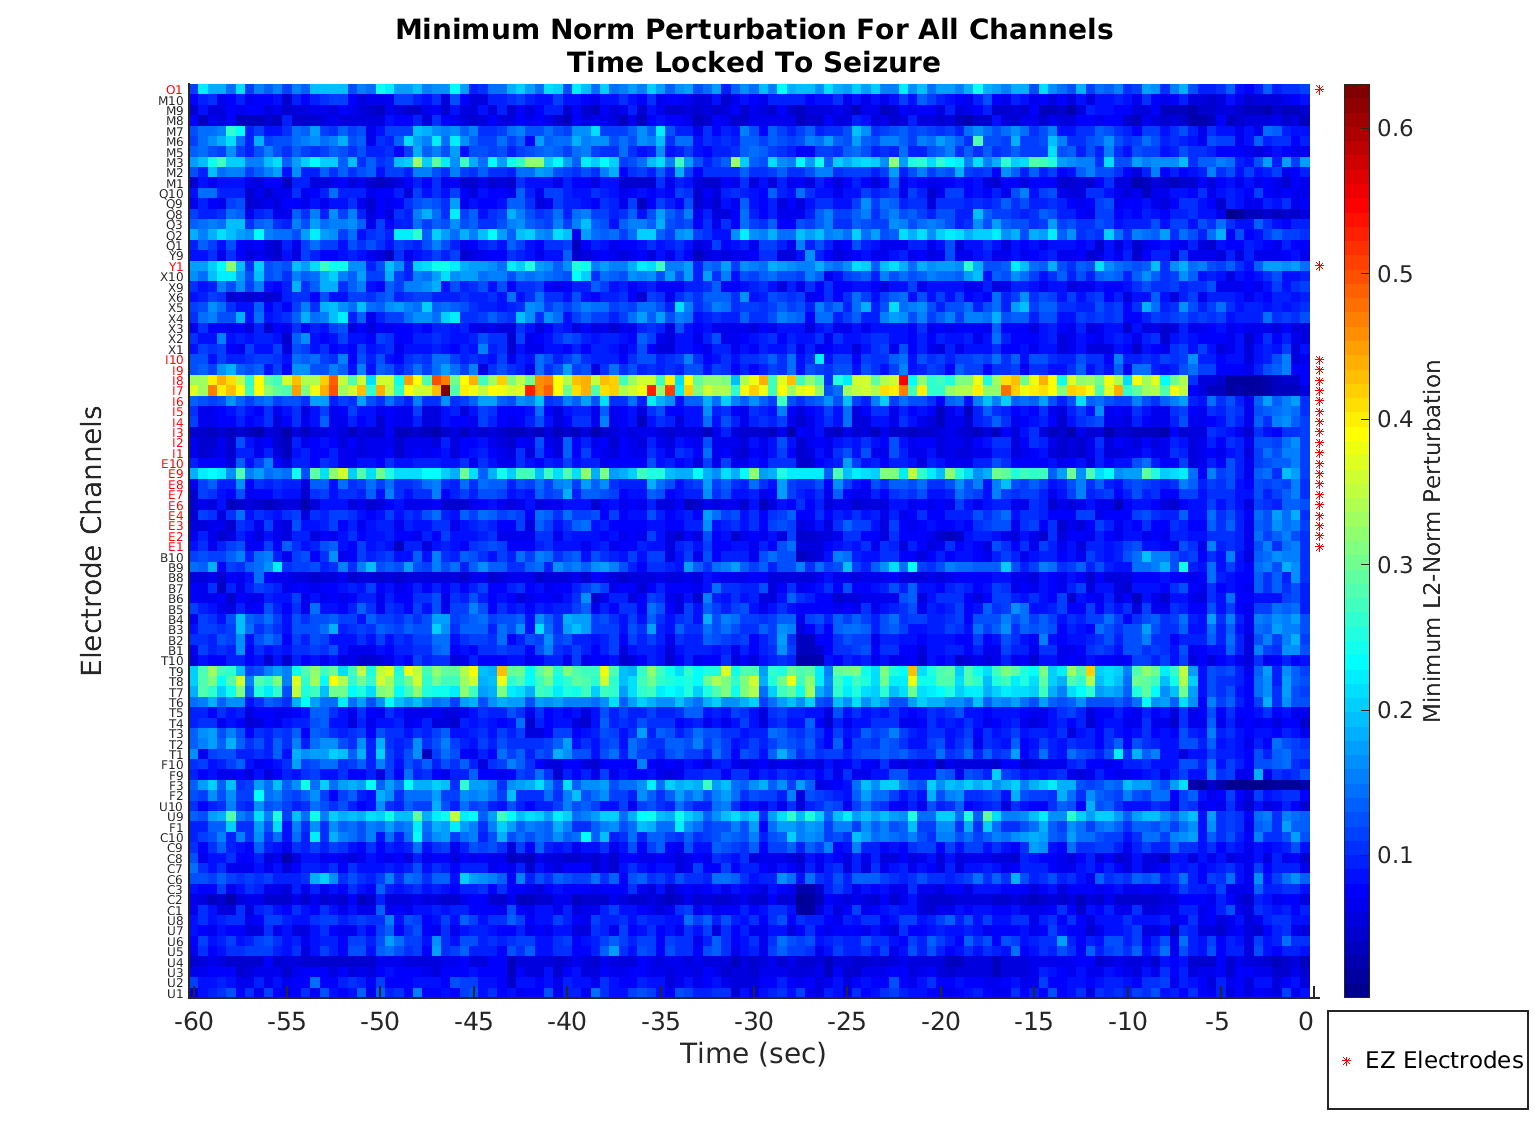 Minimum Norm Perturbation For All Channels
Time Locked To Seizure
O1
M10
M9
M8
M7
M6
M5
M3
M2
M1
Q10
Q9
Q8
Q3
Q2
Q1
Y9
Y1
X10
X9
X6
X5
X4
X3
X2
X1
I10
I9
I8
I7
I6
I5
I4
I3
I2
I1
E10
E9
E8
E7
E6
E4
E3
E2
E1
B10
B9
B8
B7
B6
B5
B4
B3
B2
B1
T10
T9
T8
T7
T6
T5
T4
T3
T2
T1
F10
F9
F3
F2
U10
U9
F1
C10
C9
C8
C7
C6
C3
C2
C1
U8
U7
U6
U5
U4
U3
U2
U1
Electrode Channels
-60 -55 -50 -45 -40 -35 -30 -25 -20 -15 -10 -5 0
Time (sec)
0.6
0.5
0.4
0.3
0.2
0.1
Minimum L2-Norm Perturbation
EZ Electrodes